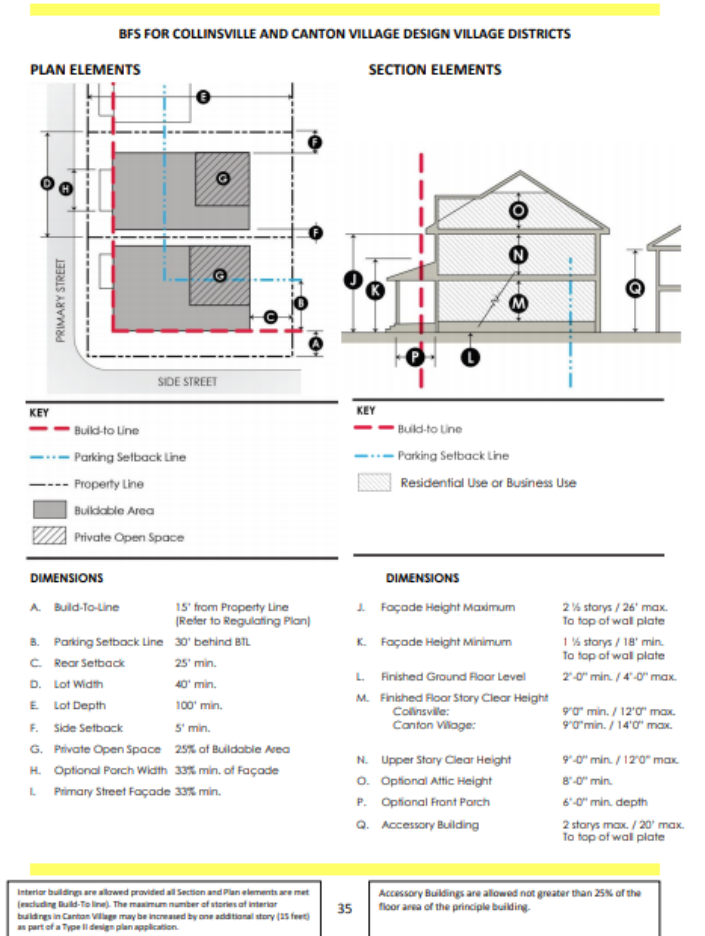 BFS FOR COLLINSVILLE AND CANTON VILLAGE DESIGN VILLAGE DISTRICTS
PLAN ELEMENTS
E
F
D
H
G
F
G
B
C
A
PRIMARY STREET
SIDE STREET
KEY
Build-to Line
Parking Setback Line
Property Line
Buildable Area
Private Open Space
SECTION ELEMENTS
O
N
M
J
K
Q
P
L
KEY
Build-to Line
Parking Setback Line
Residential Use or Business Use
DIMENSIONS
A. Build-To-Line 15' from Property Line
(Refer to Regulating Plan)
B. Parking Setback Line 30' behind BTL
C. Rear Setback 25' min.
D. Lot Width 40' min.
E. Lot Depth 100' min.
F. Side Setback 5' min.
G. Private Open Space 25% of Buildable Area
H. Optional Porch Width 33% min. of Façade
I. Primary Street Façade 33% min.
DIMENSIONS
J. Façade Height Maximum 2 ½ storys / 26' max.
To top of wall plate
K. Façade Height Minimum 1 ½ storys / 18' min.
To top of wall plate
L. Finished Ground Floor Level 2'-0" min. / 4'-0" max.
M. Finished Floor Story Clear Height
Collinsville: 9'0" min. / 12'0" max.
Canton Village: 9'0"min. / 14'0" max.
N. Upper Story Clear Height 9'-0" min. / 12'0" max.
O. Optional Attic Height 8'-0" min.
P. Optional Front Porch 6'-0" min. depth
Q. Accessory Building 2 storys max. / 20' max.
To top of wall plate
Interior buildings are allowed provided all Section and Plan elements are met
(excluding Build-To line). The maximum number of stories of interior
buildings in Canton Village may be increased by one additional story (15 feet)
as part of a Type II design plan application.
35
Accessory Buildings are allowed not greater than 25% of the
floor area of the principle building.